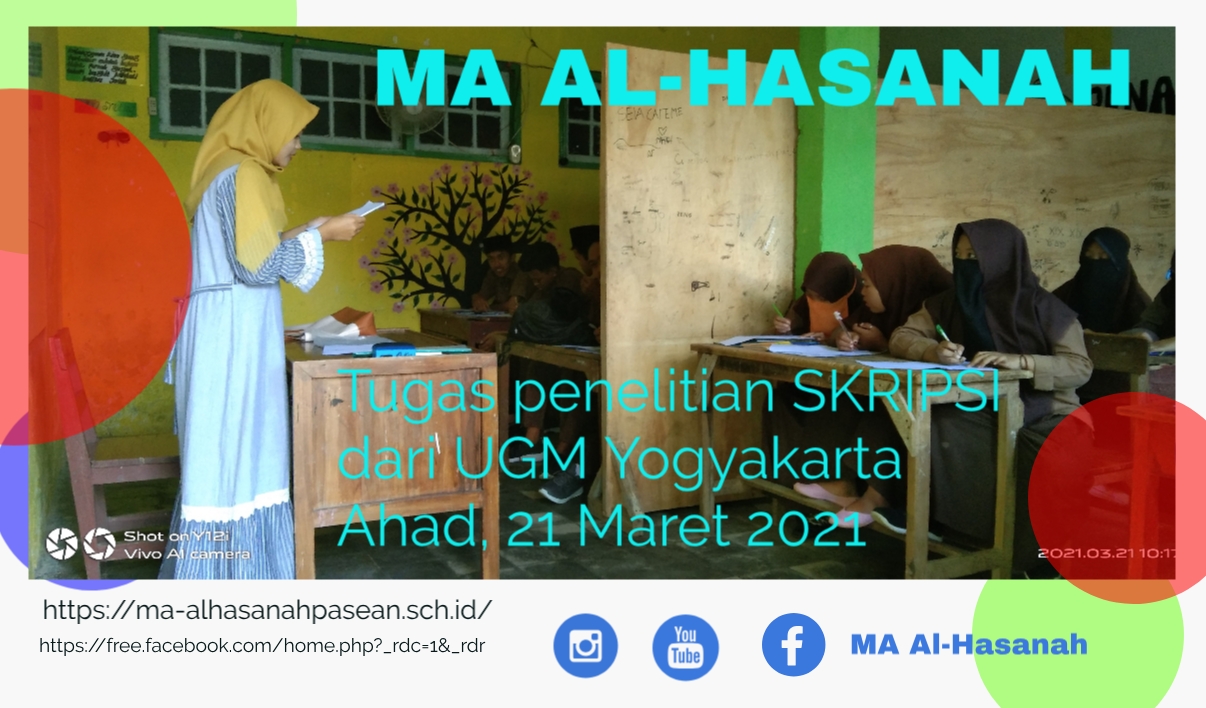 MA AL-HASANAH
SEBA CATEME
Tugas penelitian SKRIPSI
dari UGM Yogyakarta
Ahad, 21 Maret 2021
Shot on Y12i
Vivo AI camera
2021.03.21 10:17
https://ma-alhasanahpasean.sch.id/
https://free.facebook.com/home.php?_rdc=1&_rdr
You
Tube
MA Al-Hasanah